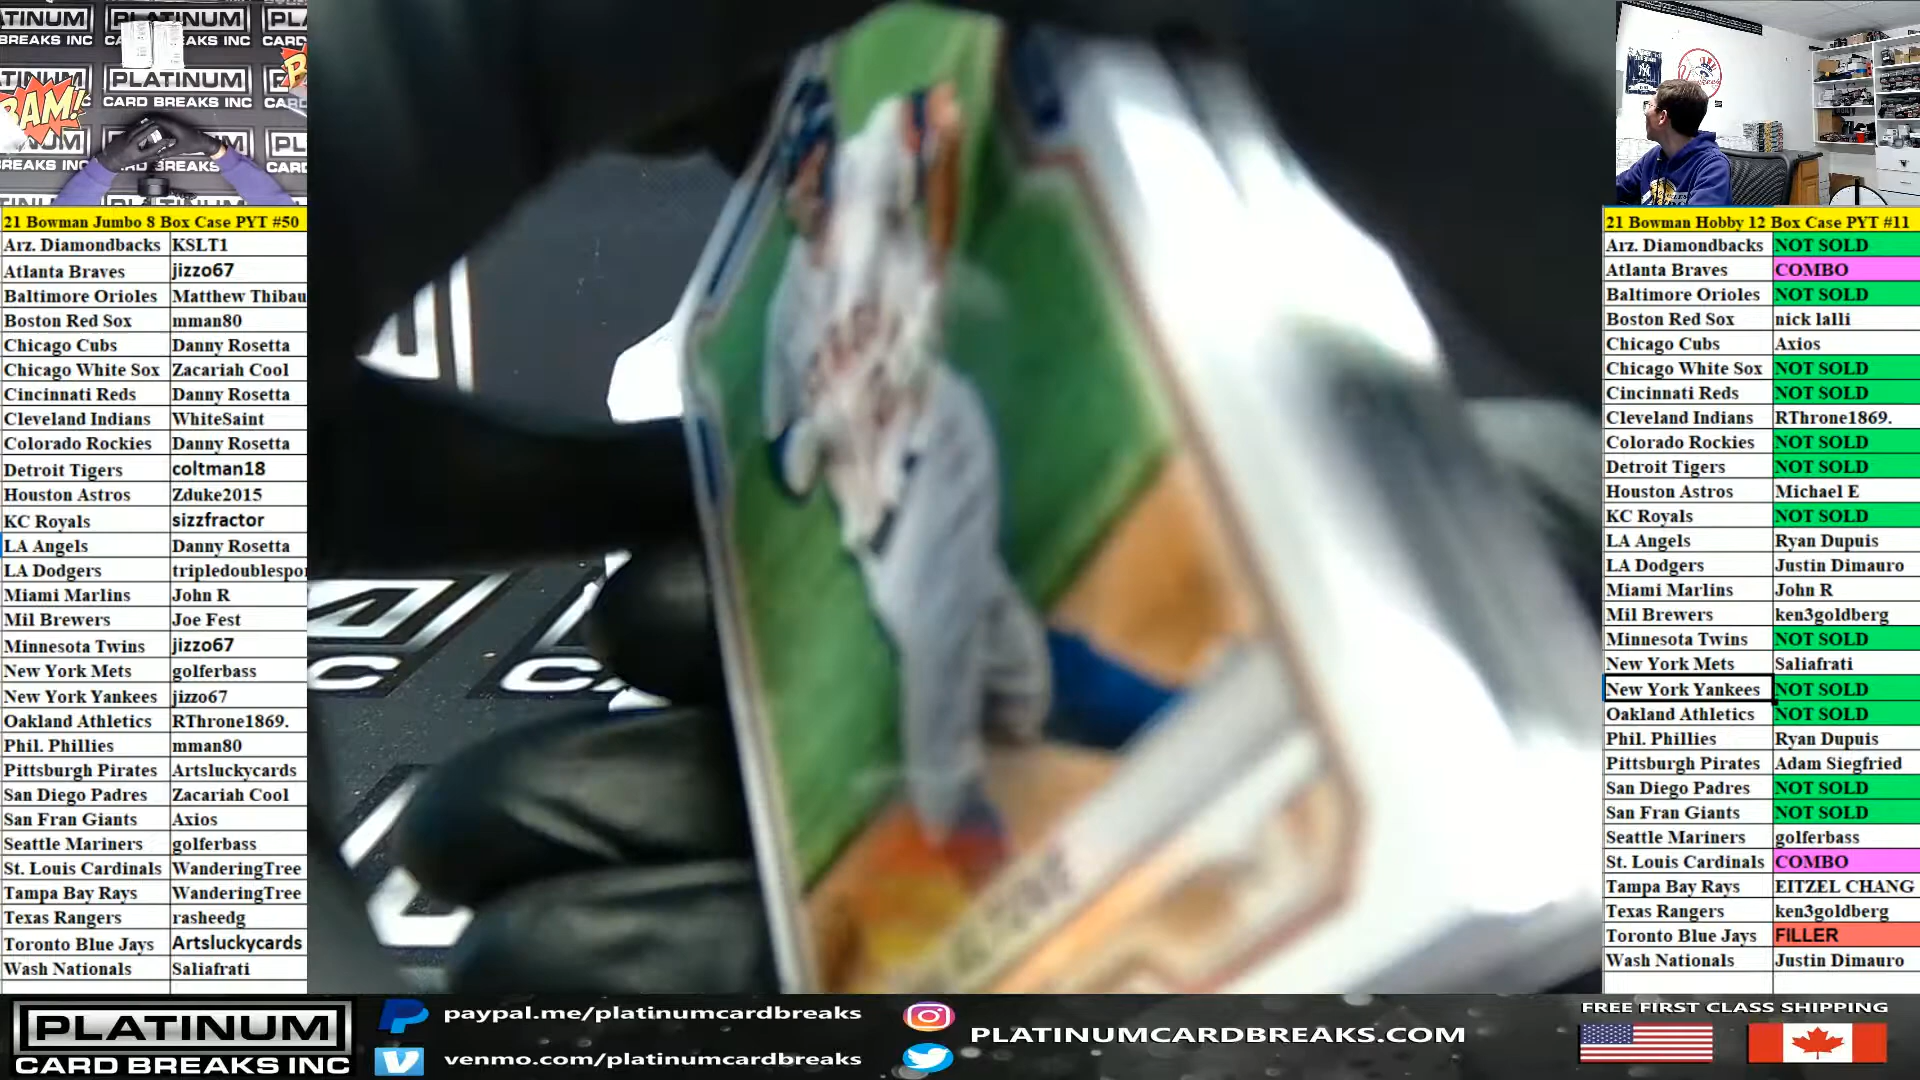 PLATINUM
CARD BREAKS INC
BAM!
21 Bowman Jumbo 8 Box Case PYT #50
Arz. Diamondbacks KSLT1
Atlanta Braves jizzo67
Baltimore Orioles Matthew Thibau
Boston Red Sox mman80
Chicago Cubs Danny Rosetta
Chicago White Sox Zacariah Cool
Cincinnati Reds Danny Rosetta
Cleveland Indians WhiteSaint
Colorado Rockies Danny Rosetta
Detroit Tigers coltman18
Houston Astros Zduke2015
KC Royals sizzfractor
LA Angels Danny Rosetta
LA Dodgers tripledoublespor
Miami Marlins John R
Mil Brewers Joe Fest
Minnesota Twins jizzo67
New York Mets golferbass
New York Yankees jizzo67
Oakland Athletics RThrone1869.
Phil. Phillies mman80
Pittsburgh Pirates Artsluckycards
San Diego Padres Zacariah Cool
San Fran Giants Axios
Seattle Mariners golferbass
St. Louis Cardinals WanderingTree
Tampa Bay Rays WanderingTree
Texas Rangers rasheedg
Toronto Blue Jays Artsluckycards
Wash Nationals Saliafrati
21 Bowman Hobby 12 Box Case PYT #11
Arz. Diamondbacks NOT SOLD
Atlanta Braves COMBO
Baltimore Orioles NOT SOLD
Boston Red Sox nick lalli
Chicago Cubs Axios
Chicago White Sox NOT SOLD
Cincinnati Reds NOT SOLD
Cleveland Indians RThrone1869.
Colorado Rockies NOT SOLD
Detroit Tigers NOT SOLD
Houston Astros Michael E
KC Royals NOT SOLD
LA Angels Ryan Dupuis
LA Dodgers Justin Dimauro
Miami Marlins John R
Mil Brewers ken3goldberg
Minnesota Twins NOT SOLD
New York Mets Saliafrati
New York Yankees NOT SOLD
Oakland Athletics NOT SOLD
Phil. Phillies Ryan Dupuis
Pittsburgh Pirates Adam Siegfried
San Diego Padres NOT SOLD
San Fran Giants NOT SOLD
Seattle Mariners golferbass
St. Louis Cardinals COMBO
Tampa Bay Rays EITZEL CHANG
Texas Rangers ken3goldberg
Toronto Blue Jays FILLER
Wash Nationals Justin Dimauro
PLATINUM
CARD BREAKS INC
paypal.me/platinumcardbreaks
venmo.com/platinumcardbreaks
PLATINUMCARDBREAKS.COM
FREE FIRST CLASS SHIPPING